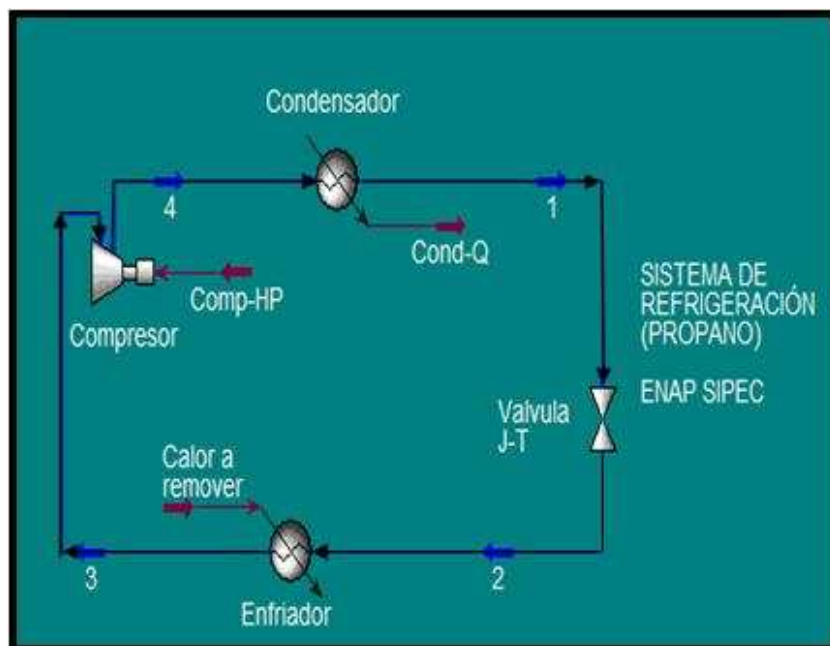 Condensador
4
1
Cond-Q
Comp-HP
Compresor
SISTEMA DE
REFRIGERACIÓN
(PROPANO)
ENAP SIPEC
Valvula
J-T
Calor a
remover
3
2
Enfriador